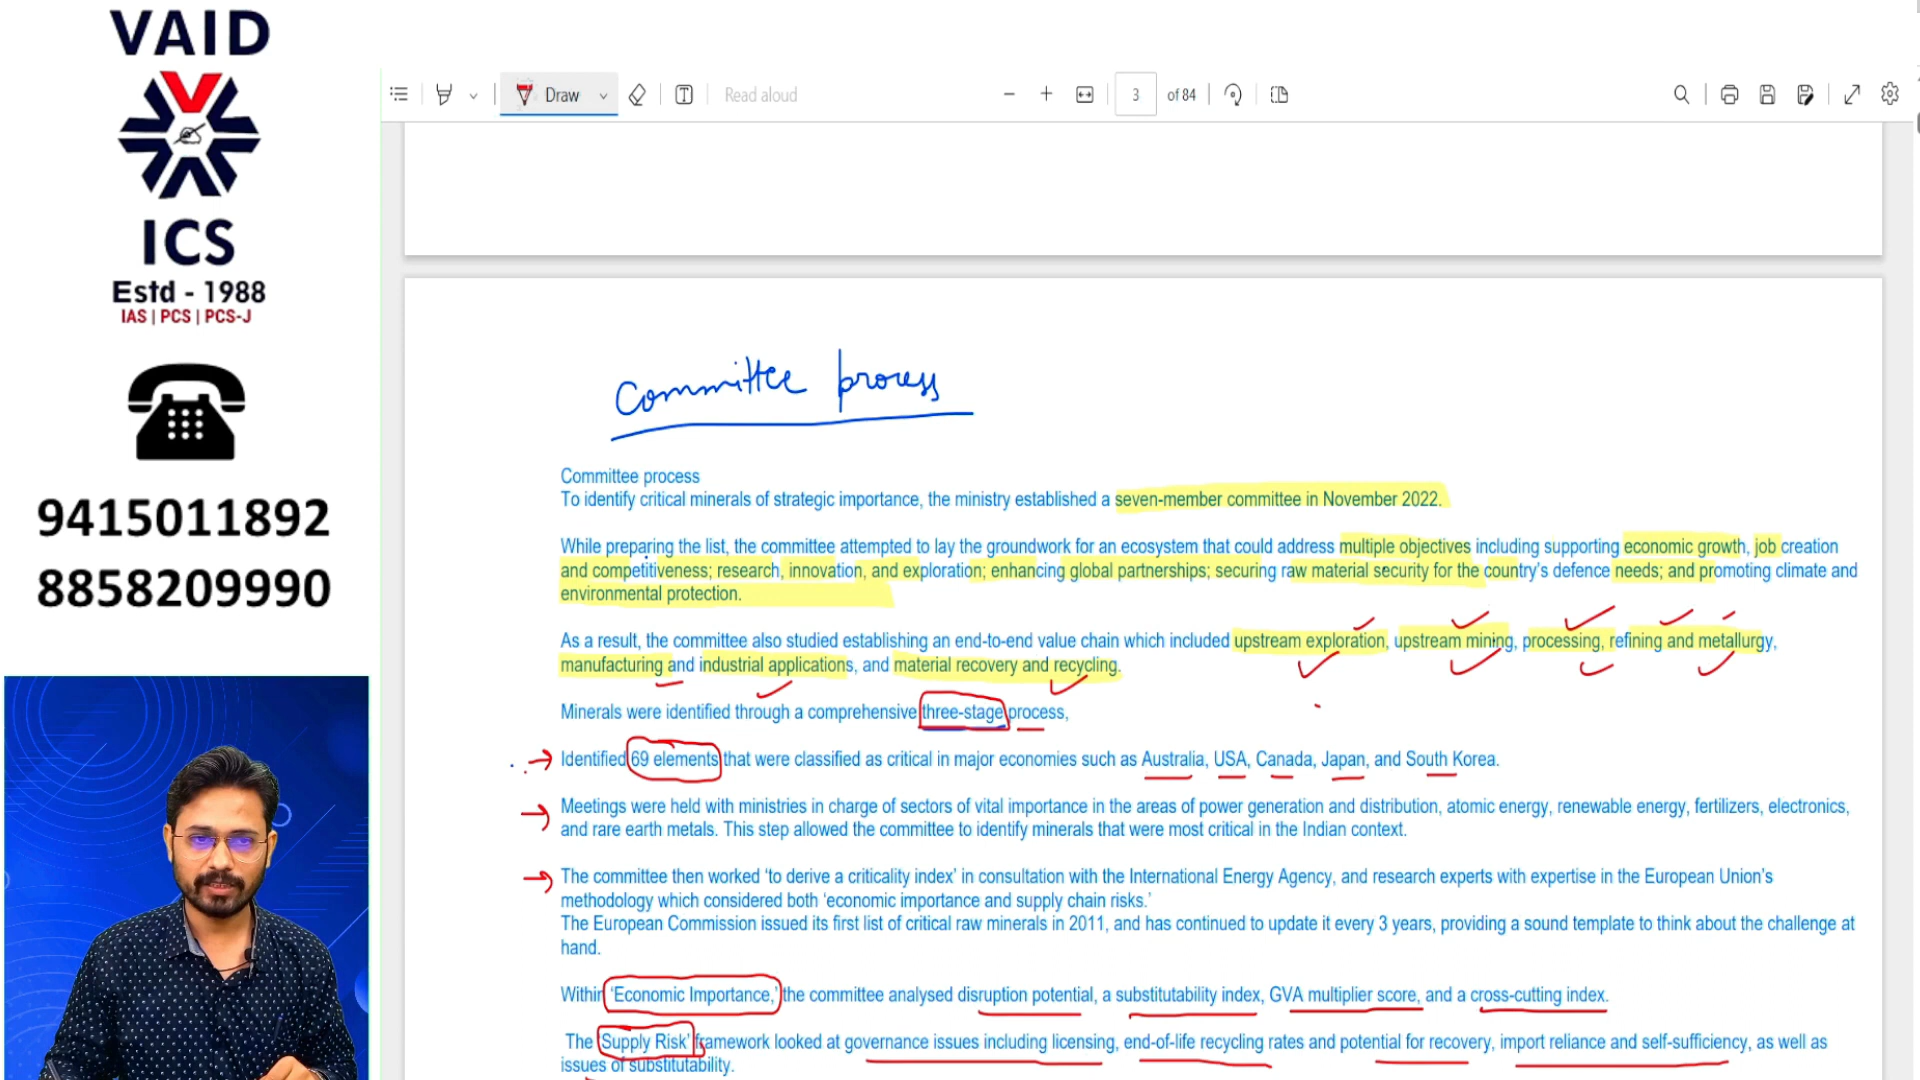 VAID
ICS
Estd - 1988
IAS | PCS | PCS-J
9415011892
8858209990
Draw
Read aloud
3 of 84
Committee process
Committee process
To identify critical minerals of strategic importance, the ministry established a seven-member committee in November 2022.
While preparing the list, the committee attempted to lay the groundwork for an ecosystem that could address multiple objectives including supporting economic growth, job creation
and competitiveness; research, innovation, and exploration; enhancing global partnerships; securing raw material security for the country's defence needs; and promoting climate and
environmental protection.
As a result, the committee also studied establishing an end-to-end value chain which included upstream exploration, upstream mining, processing, refining and metallurgy,
manufacturing and industrial applications, and material recovery and recycling.
Minerals were identified through a comprehensive three-stage process,
Identified 69 elements that were classified as critical in major economies such as Australia, USA, Canada, Japan, and South Korea.
Meetings were held with ministries in charge of sectors of vital importance in the areas of power generation and distribution, atomic energy, renewable energy, fertilizers, electronics,
and rare earth metals. This step allowed the committee to identify minerals that were most critical in the Indian context.
The committee then worked 'to derive a criticality index' in consultation with the International Energy Agency, and research experts with expertise in the European Union's
methodology which considered both 'economic importance and supply chain risks.'
The European Commission issued its first list of critical raw minerals in 2011, and has continued to update it every 3 years, providing a sound template to think about the challenge at
hand.
Within 'Economic Importance,' the committee analysed disruption potential, a substitutability index, GVA multiplier score, and a cross-cutting index.
The 'Supply Risk' framework looked at governance issues including licensing, end-of-life recycling rates and potential for recovery, import reliance and self-sufficiency, as well as
issues of substitutability.